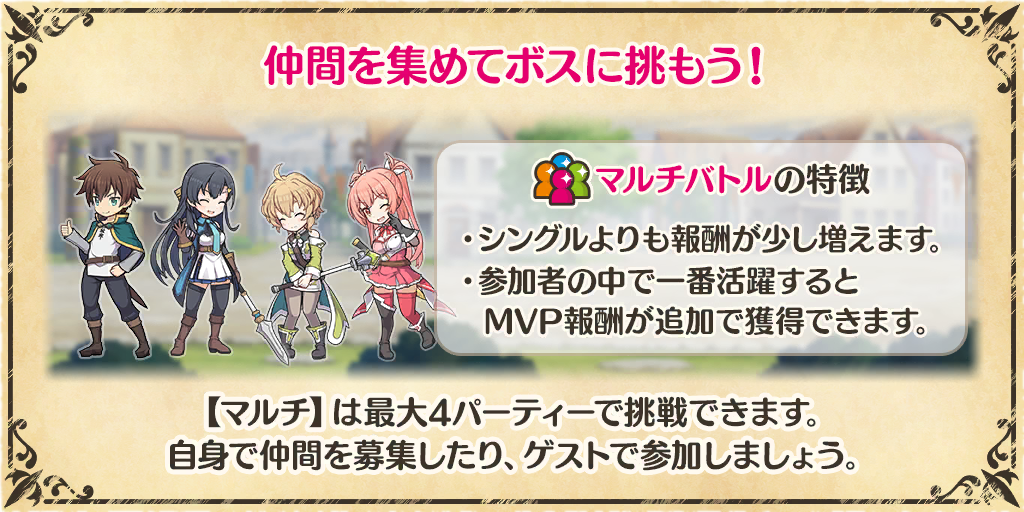 仲間を集めてボスに挑もう！
マルチバトルの特徴
・シングルよりも報酬が少し増えます。
・参加者の中で一番活躍すると
MVP報酬が追加で獲得できます。
【マルチ】は最大4パーティーで挑戦できます。
自身で仲間を募集したり、ゲストで参加しましょう。